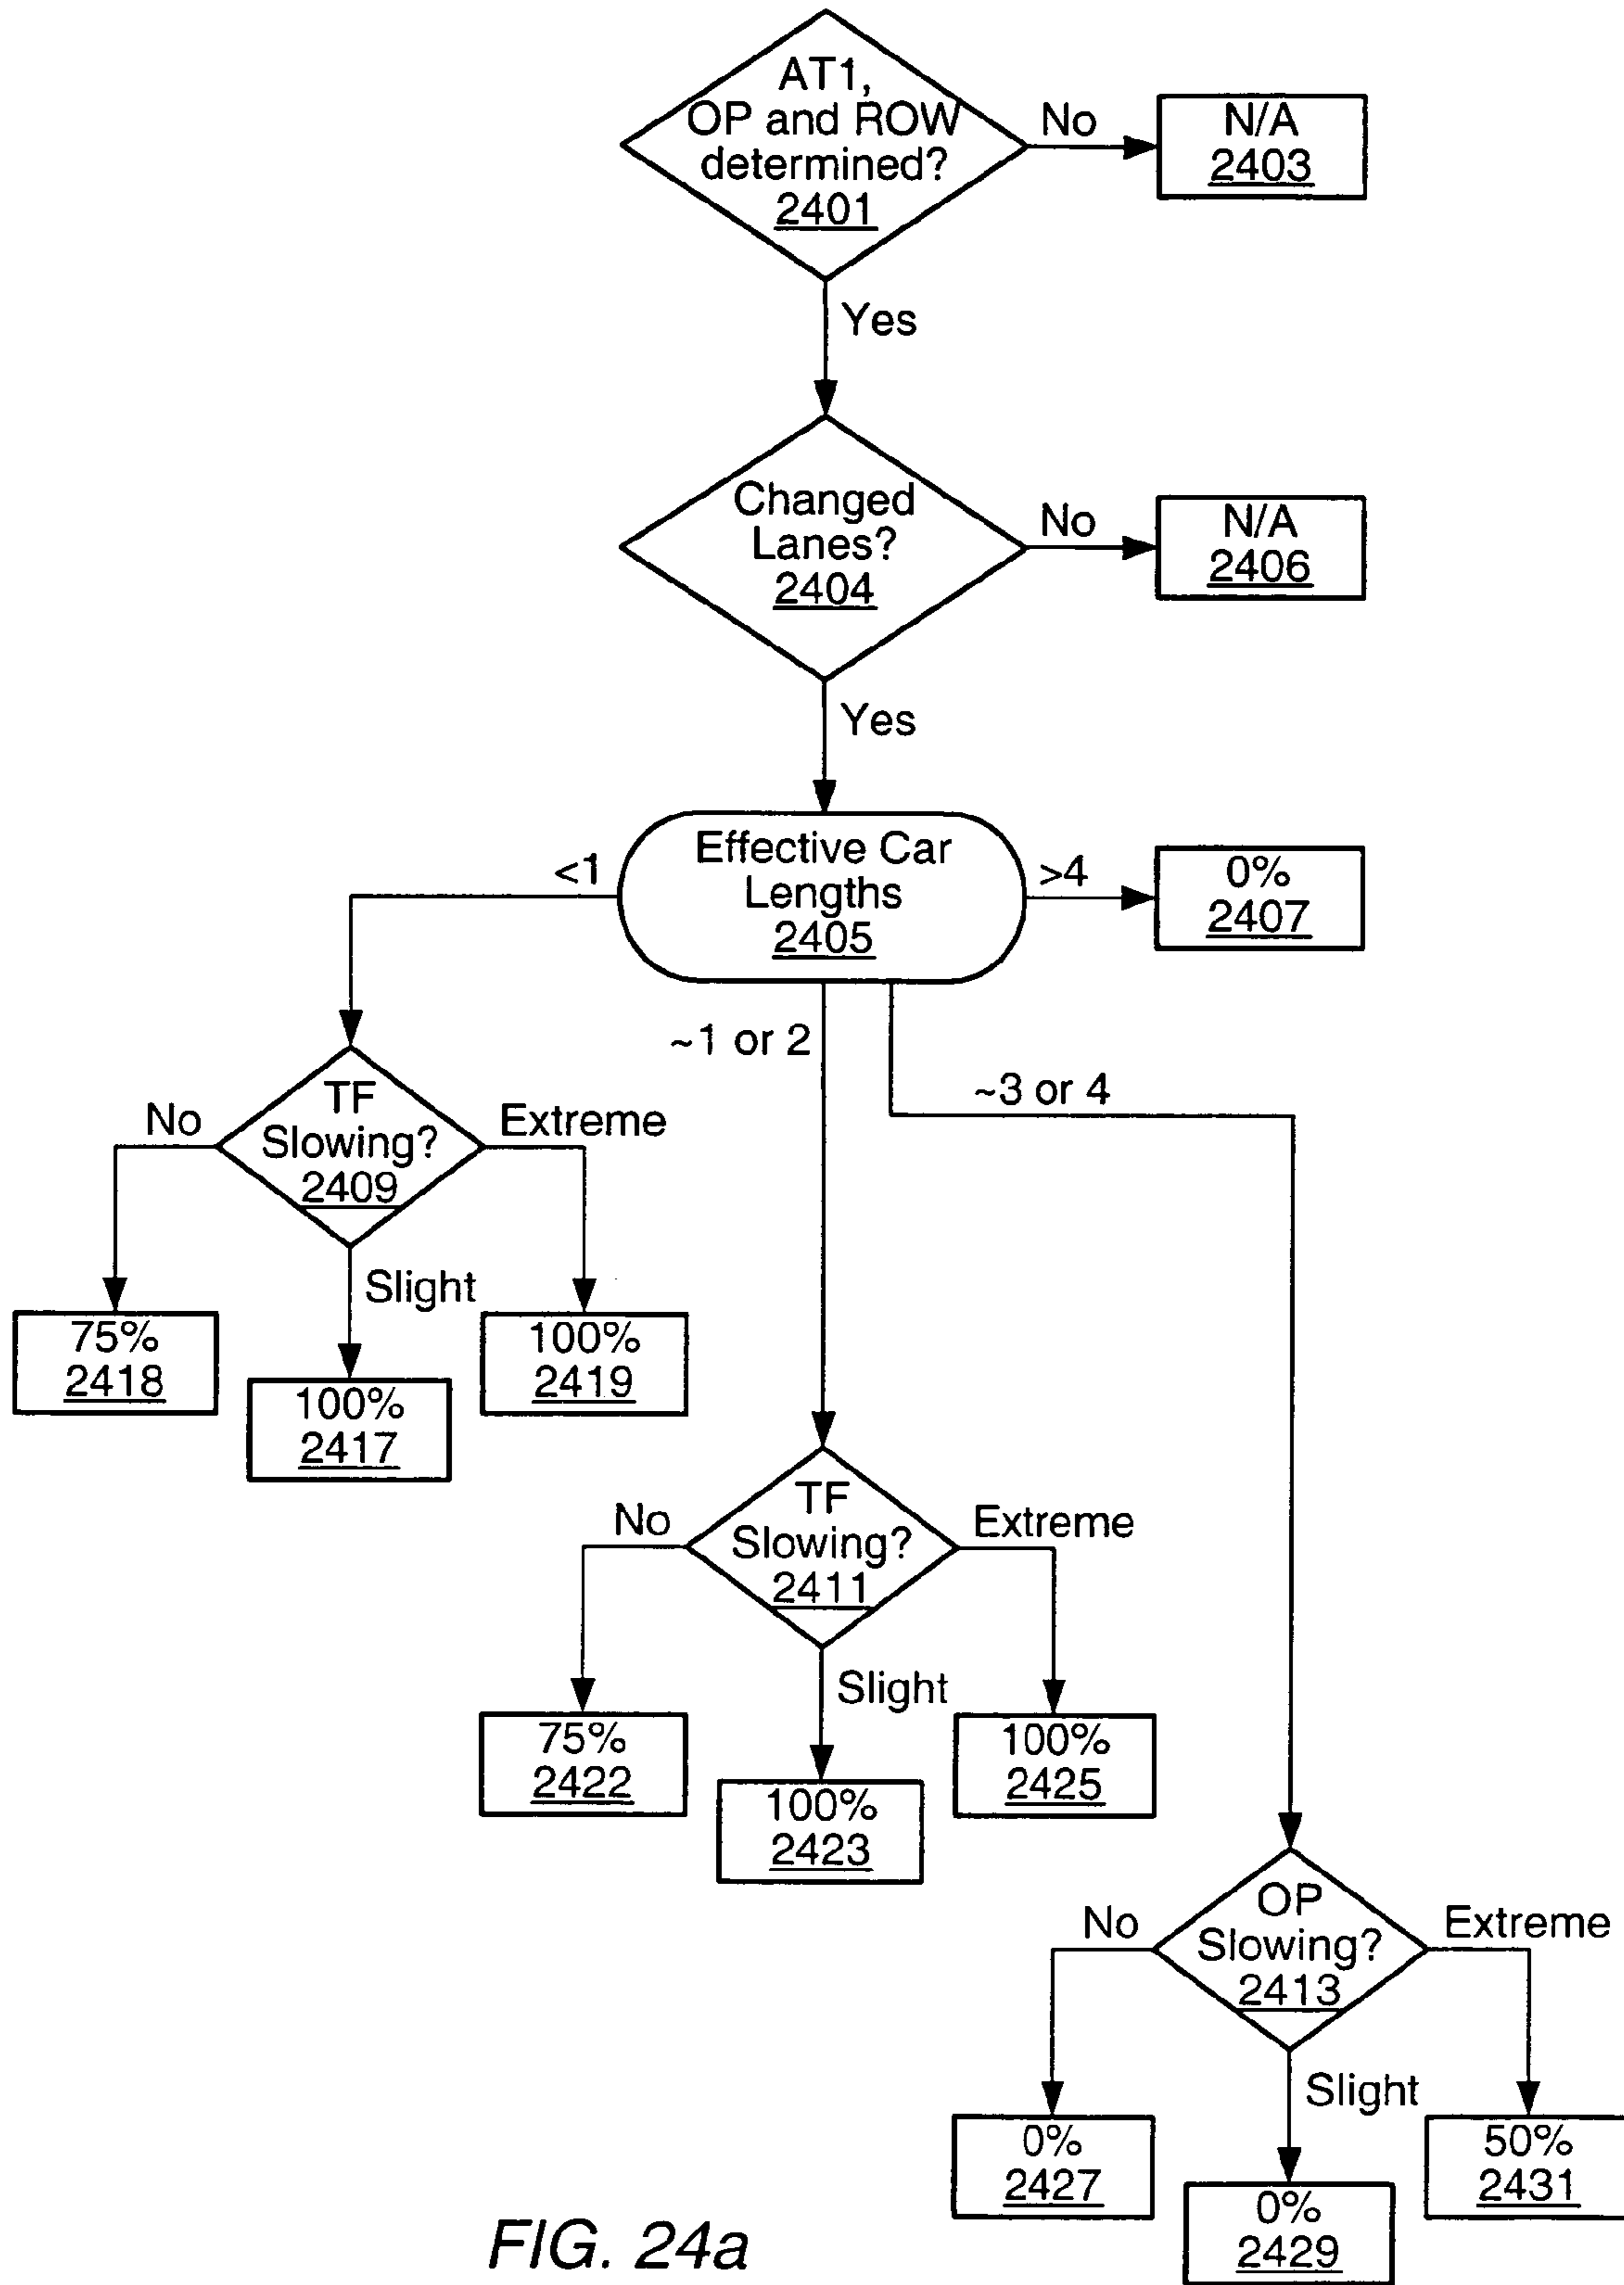 AT1,
OP and ROW
determined?
2401
No
N/A
2403
Yes
Changed
Lanes?
2404
No
N/A
2406
Yes
Effective Car
Lengths
2405
<1
>4
0%
2407
~1 or 2
~3 or 4
TF
Slowing?
2409
No
Extreme
Slight
75%
2418
100%
2417
100%
2419
TF
Slowing?
2411
No
Extreme
Slight
75%
2422
100%
2423
100%
2425
OP
Slowing?
2413
No
Extreme
Slight
0%
2427
0%
2429
50%
2431
FIG. 24a